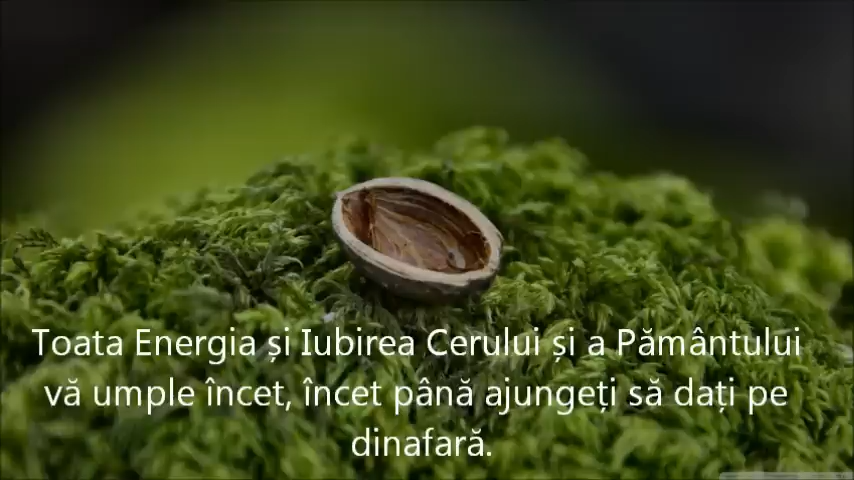 Toata Energia și Iubirea Cerului și a Pământului
vă umple încet, încet până ajungeți să dați pe
dinafară.